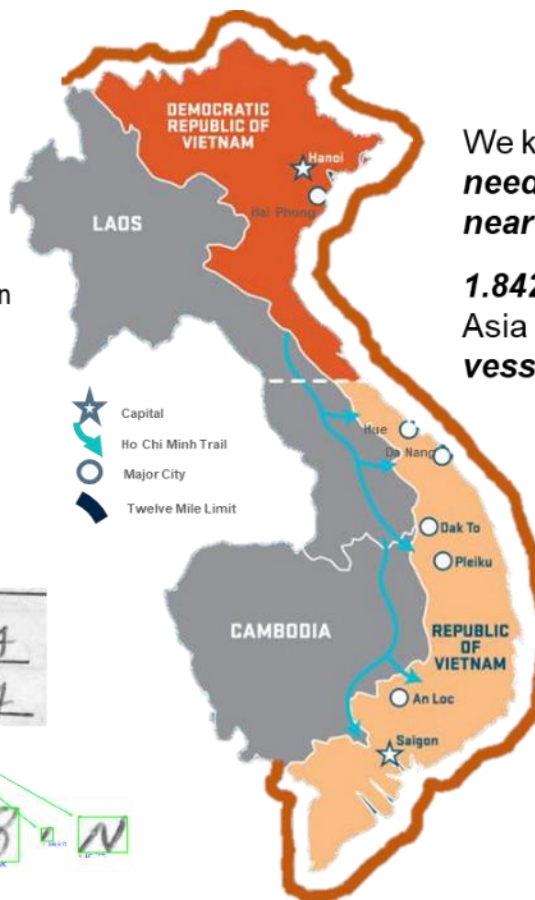 DEMOCRATIC
REPUBLIC OF
VIETNAM
Hanoi
Hai Phong
LAOS
We k
need
near
n
1.842
Asia
vess
Capital
Ho Chi Minh Trail
Major City
Twelve Mile Limit
Hue
Da Nang
Dak To
Pleiku
CAMBODIA
REPUBLIC
OF
VIETNAM
An Loc
Saigon
8
N